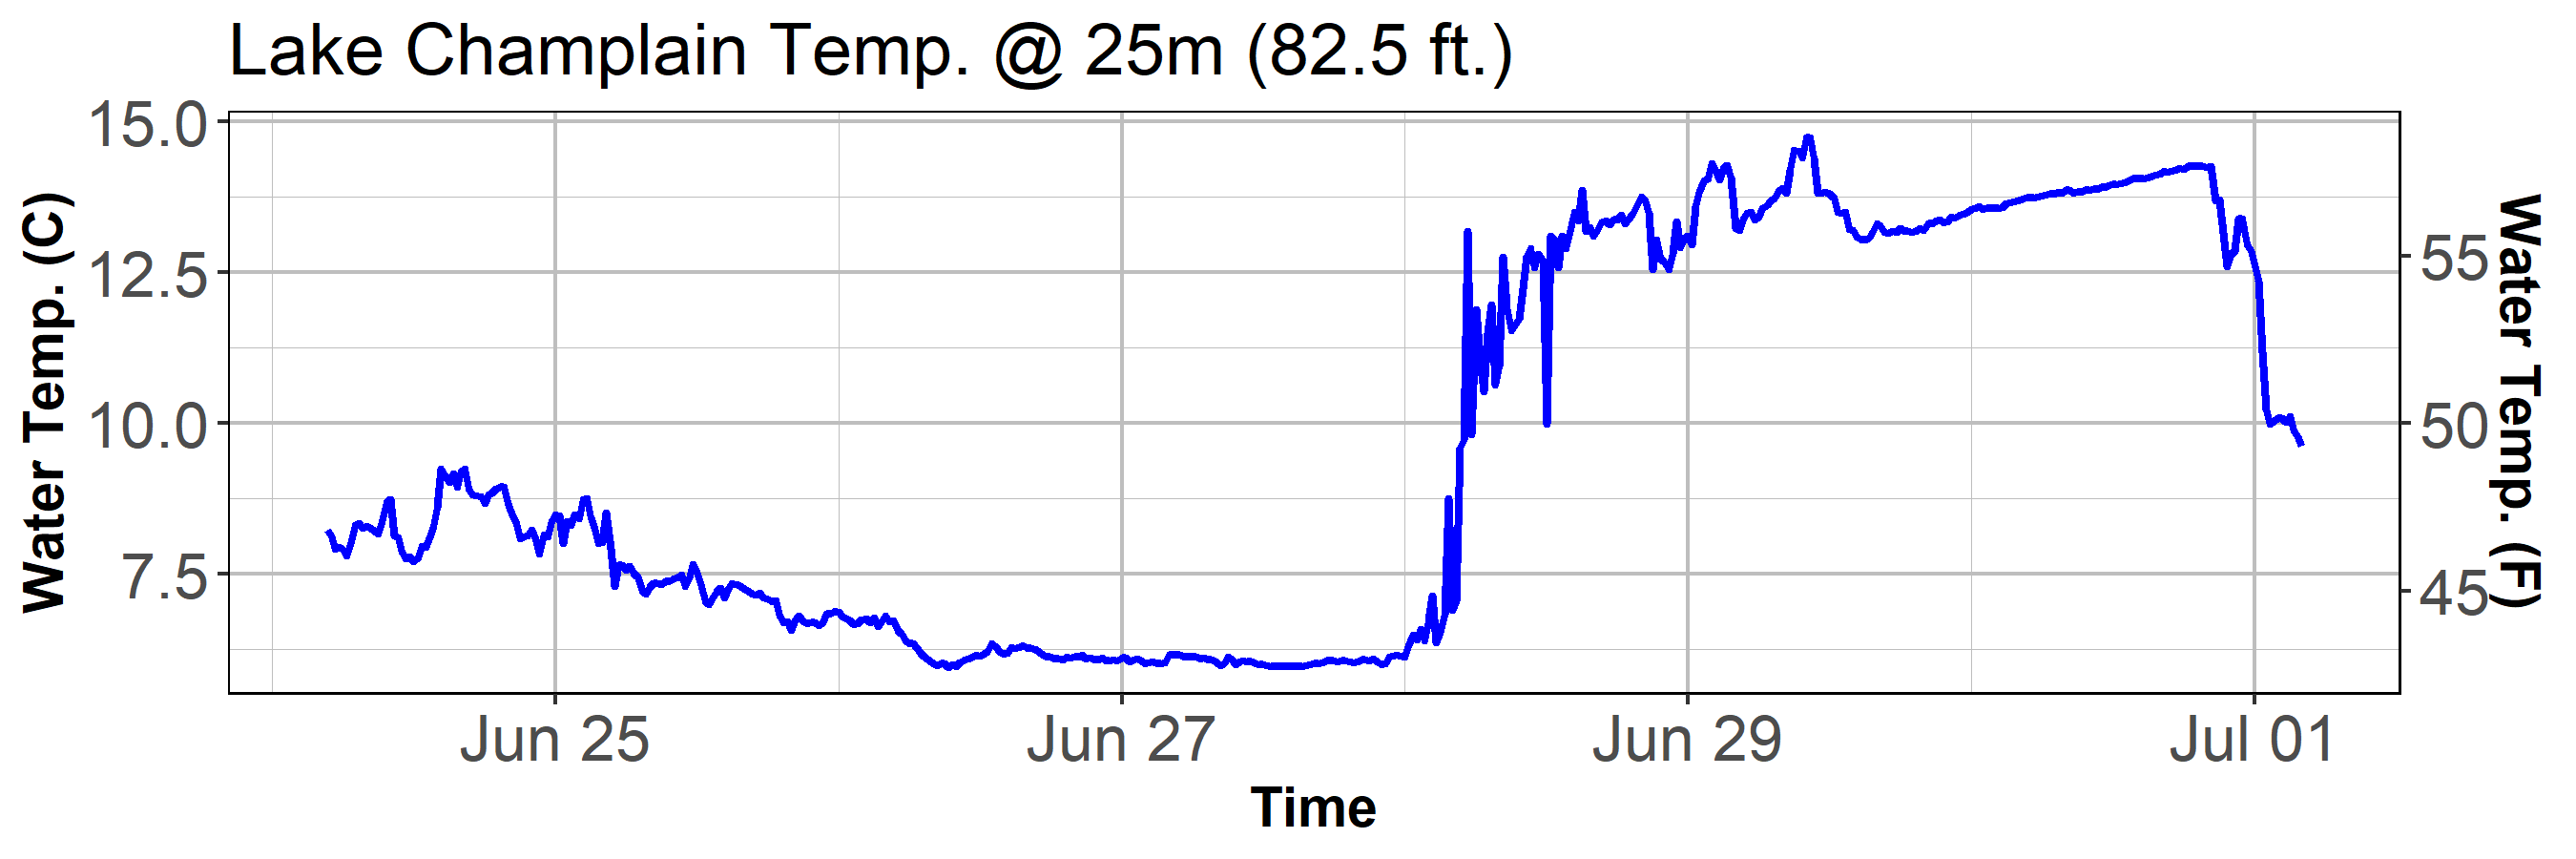 Lake Champlain Temp. @ 25m (82.5 ft.)
Water Temp. (C)
15.0
12.5
10.0
7.5
55
50
45
Water Temp. (F)
Jun 25 Jun 27 Jun 29 Jul 01
Time